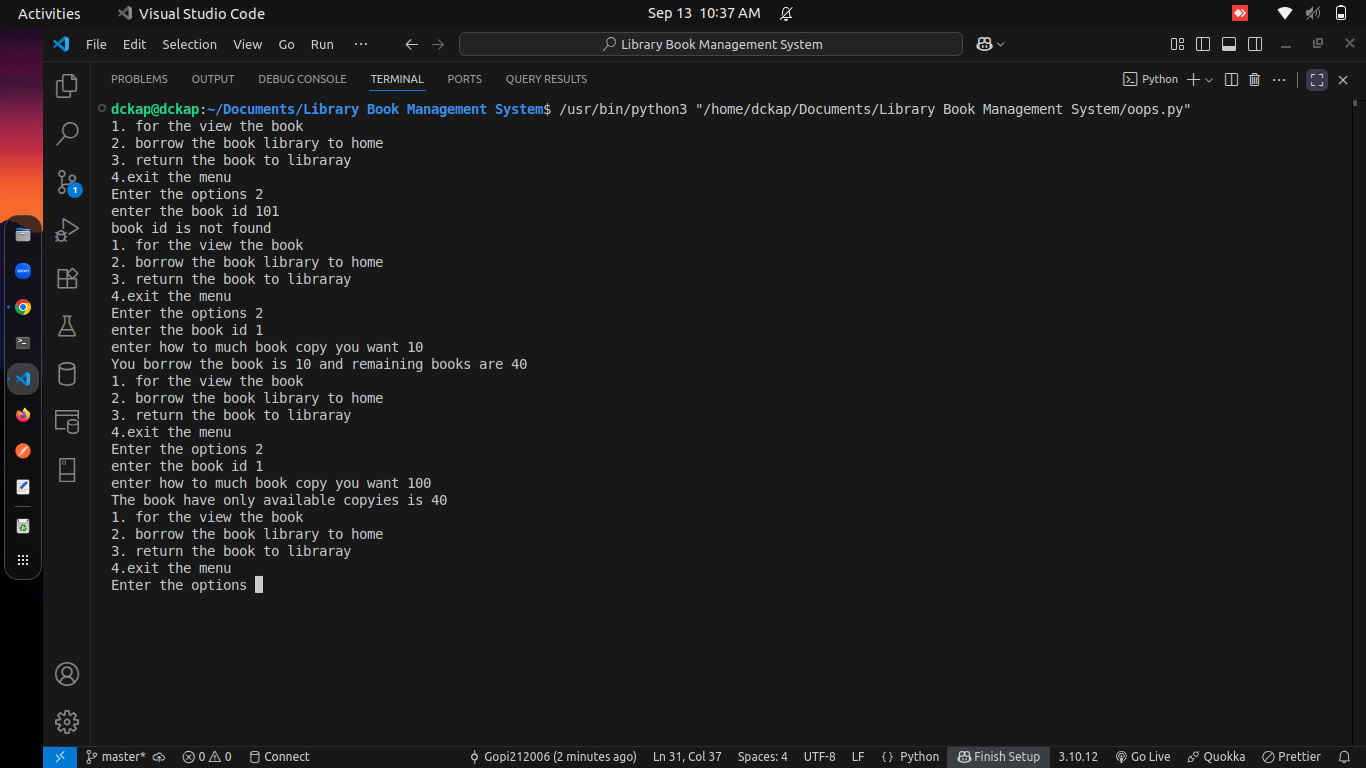 Activities Visual Studio Code Sep 13 10:37 AM
File Edit Selection View Go Run ··· Library Book Management System
PROBLEMS OUTPUT DEBUG CONSOLE TERMINAL PORTS QUERY RESULTS Python
dckap@dckap:~/Documents/Library Book Management System$ /usr/bin/python3 "/home/dckap/Documents/Library Book Management System/oops.py"
1. for the view the book
2. borrow the book library to home
3. return the book to libraray
4.exit the menu
Enter the options 2
enter the book id 101
book id is not found
1. for the view the book
2. borrow the book library to home
3. return the book to libraray
4.exit the menu
Enter the options 2
enter the book id 1
enter how to much book copy you want 10
You borrow the book is 10 and remaining books are 40
1. for the view the book
2. borrow the book library to home
3. return the book to libraray
4.exit the menu
Enter the options 2
enter the book id 1
enter how to much book copy you want 100
The book have only available copyies is 40
1. for the view the book
2. borrow the book library to home
3. return the book to libraray
4.exit the menu
Enter the options
1
zoom
master* 0 0 Connect Gopi212006 (2 minutes ago) Ln 31, Col 37 Spaces: 4 UTF-8 LF {} Python Finish Setup 3.10.12 Go Live Quokka Prettier